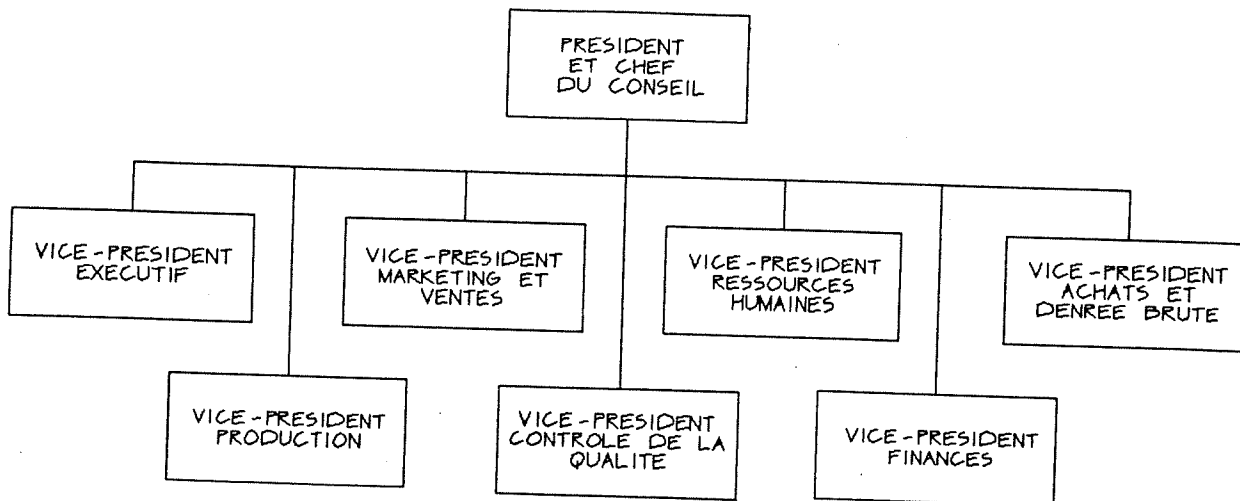 PRESIDENT
ET CHEF
DU CONSEIL
VICE-PRESIDENT
EXECUTIF
VICE-PRESIDENT
MARKETING ET
VENTES
VICE-PRESIDENT
RESSOURCES
HUMAINES
VICE-PRESIDENT
ACHATS ET
DENREE BRUTE
VICE-PRESIDENT
PRODUCTION
VICE-PRESIDENT
CONTROLE DE LA
QUALITE
VICE-PRESIDENT
FINANCES